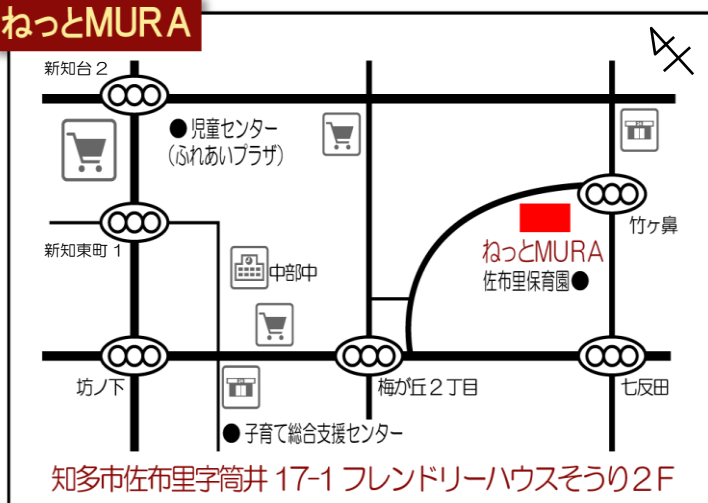 ねっとMURA
新知台2
●児童センター
(ふれあいプラザ)
竹ヶ鼻
新知東町1
ねっとMURA
中部中
佐布里保育園●
坊ノ下
梅が丘2丁目
七反田
●子育て総合支援センター
知多市佐布里字筒井 17-1 フレンドリーハウスそうり2F